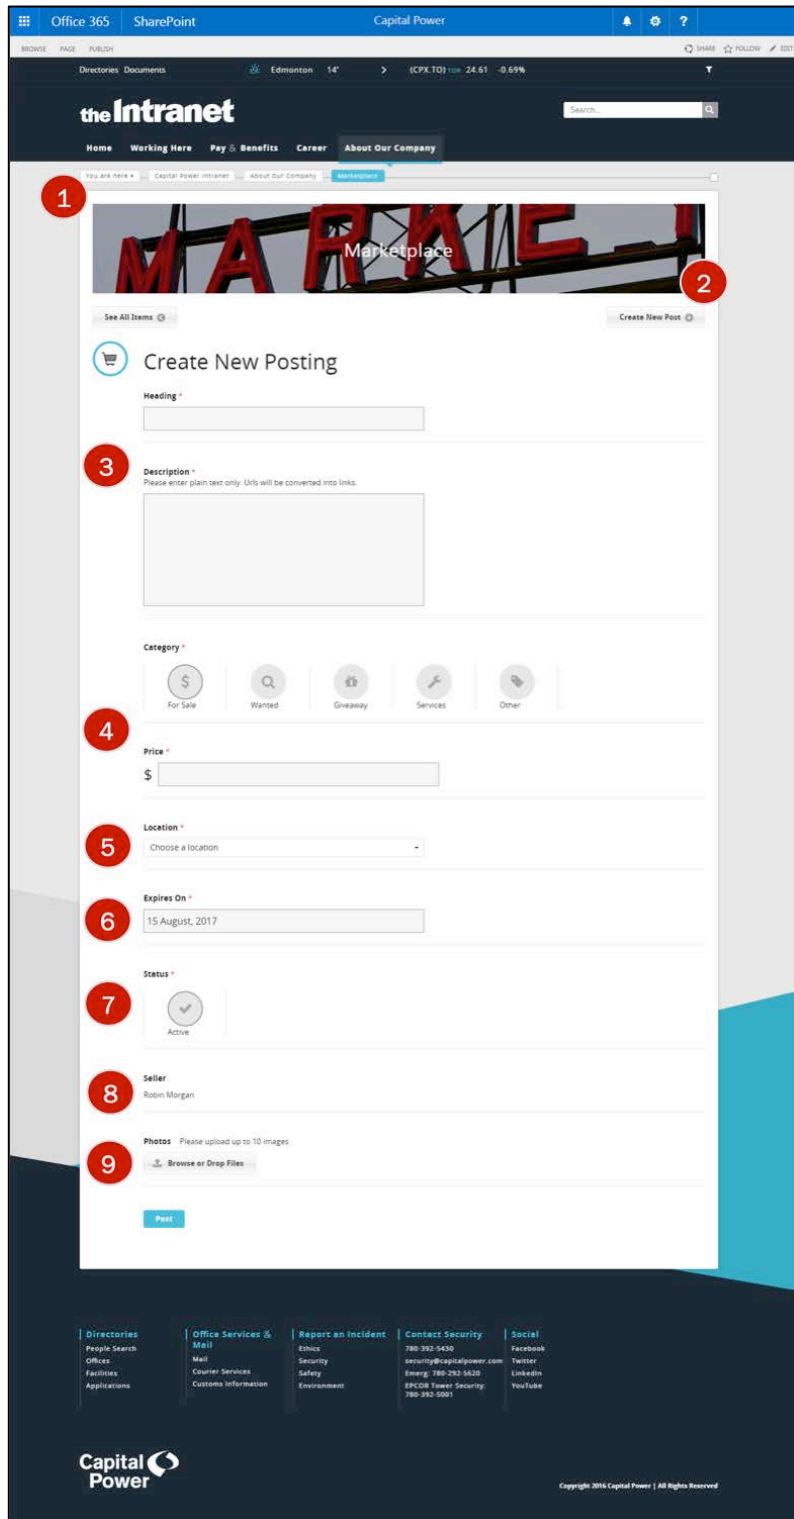 Office 365 SharePoint Capital Power ?
BROWSE PAGE PUBLISH SHARE FOLLOW EDIT
Directories Documents Edmonton 14° > (CPX.TO) TOR 24.61 -0.69%
the Intranet
Search...
Home Working Here Pay & Benefits Career About Our Company
You are here Capital Power Intranet About Our Company Marketplace
1
MARKET
Marketplace
2
See All Items Create New Post
Create New Posting
Heading *
3
Description *
Please enter plain text only. Urls will be converted into links.
Category *
$
For Sale Wanted Giveaway Services Other
4
Price *
$
Location *
5
Choose a location
Expires On *
6
15 August, 2017
Status *
7
Active
Seller
8
Robin Morgan
Photos Please upload up to 10 images
9
Browse or Drop Files
Post
Directories
People Search
Offices
Facilities
Applications
Office Services &
Mail
Mail
Courier Services
Customs Information
Report an Incident
Ethics
Security
Safety
Environment
Contact Security
780-392-5430
security@capitalpower.com
Emerg: 780-292-5620
EPCOR Tower Security:
780-392-5001
Social
Facebook
Twitter
LinkedIn
YouTube
Capital
Power
Copyright 2016 Capital Power | All Rights Reserved